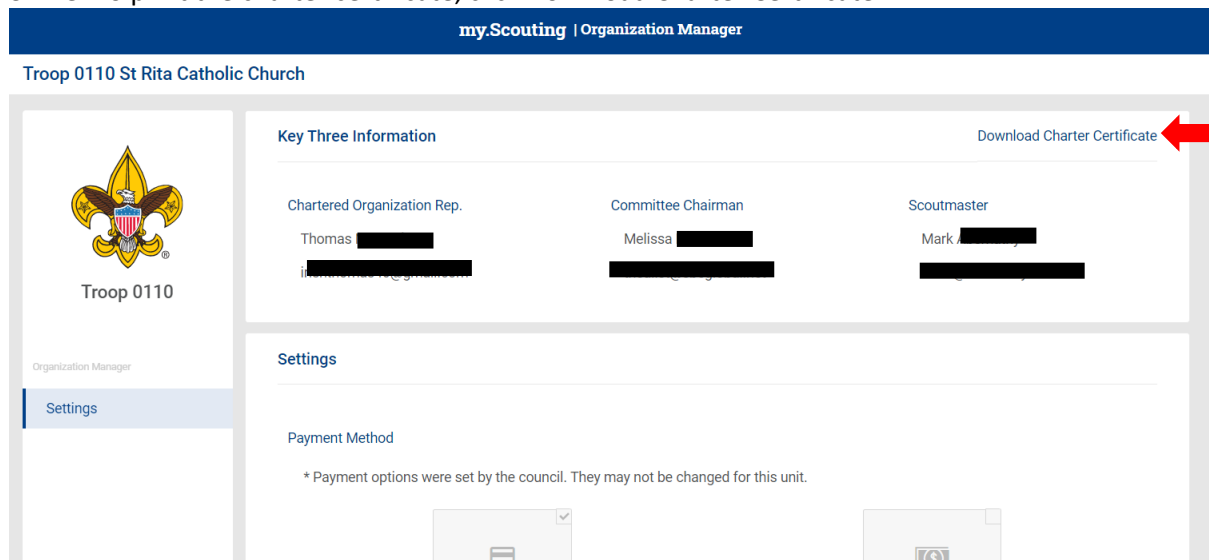 my.Scouting | Organization Manager
Troop 0110 St Rita Catholic Church
Key Three Information
Download Charter Certificate
Chartered Organization Rep.
Committee Chairman
Scoutmaster
Thomas
Melissa
Mark
Troop 0110
Organization Manager
Settings
Settings
Payment Method
* Payment options were set by the council. They may not be changed for this unit.